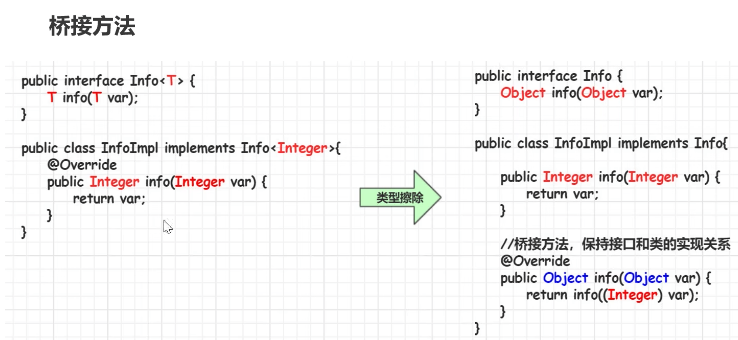 桥接方法
public interface Info<T> {
T info(T var);
}
public class InfoImpl implements Info<Integer>{
@Override
public Integer info(Integer var) {
return var;
}
}
类型擦除
public interface Info {
Object info(Object var);
}
public class InfoImpl implements Info{
public Integer info(Integer var) {
return var;
}
//桥接方法，保持接口和类的实现关系
@Override
public Object info(Object var) {
return info((Integer) var);
}
}